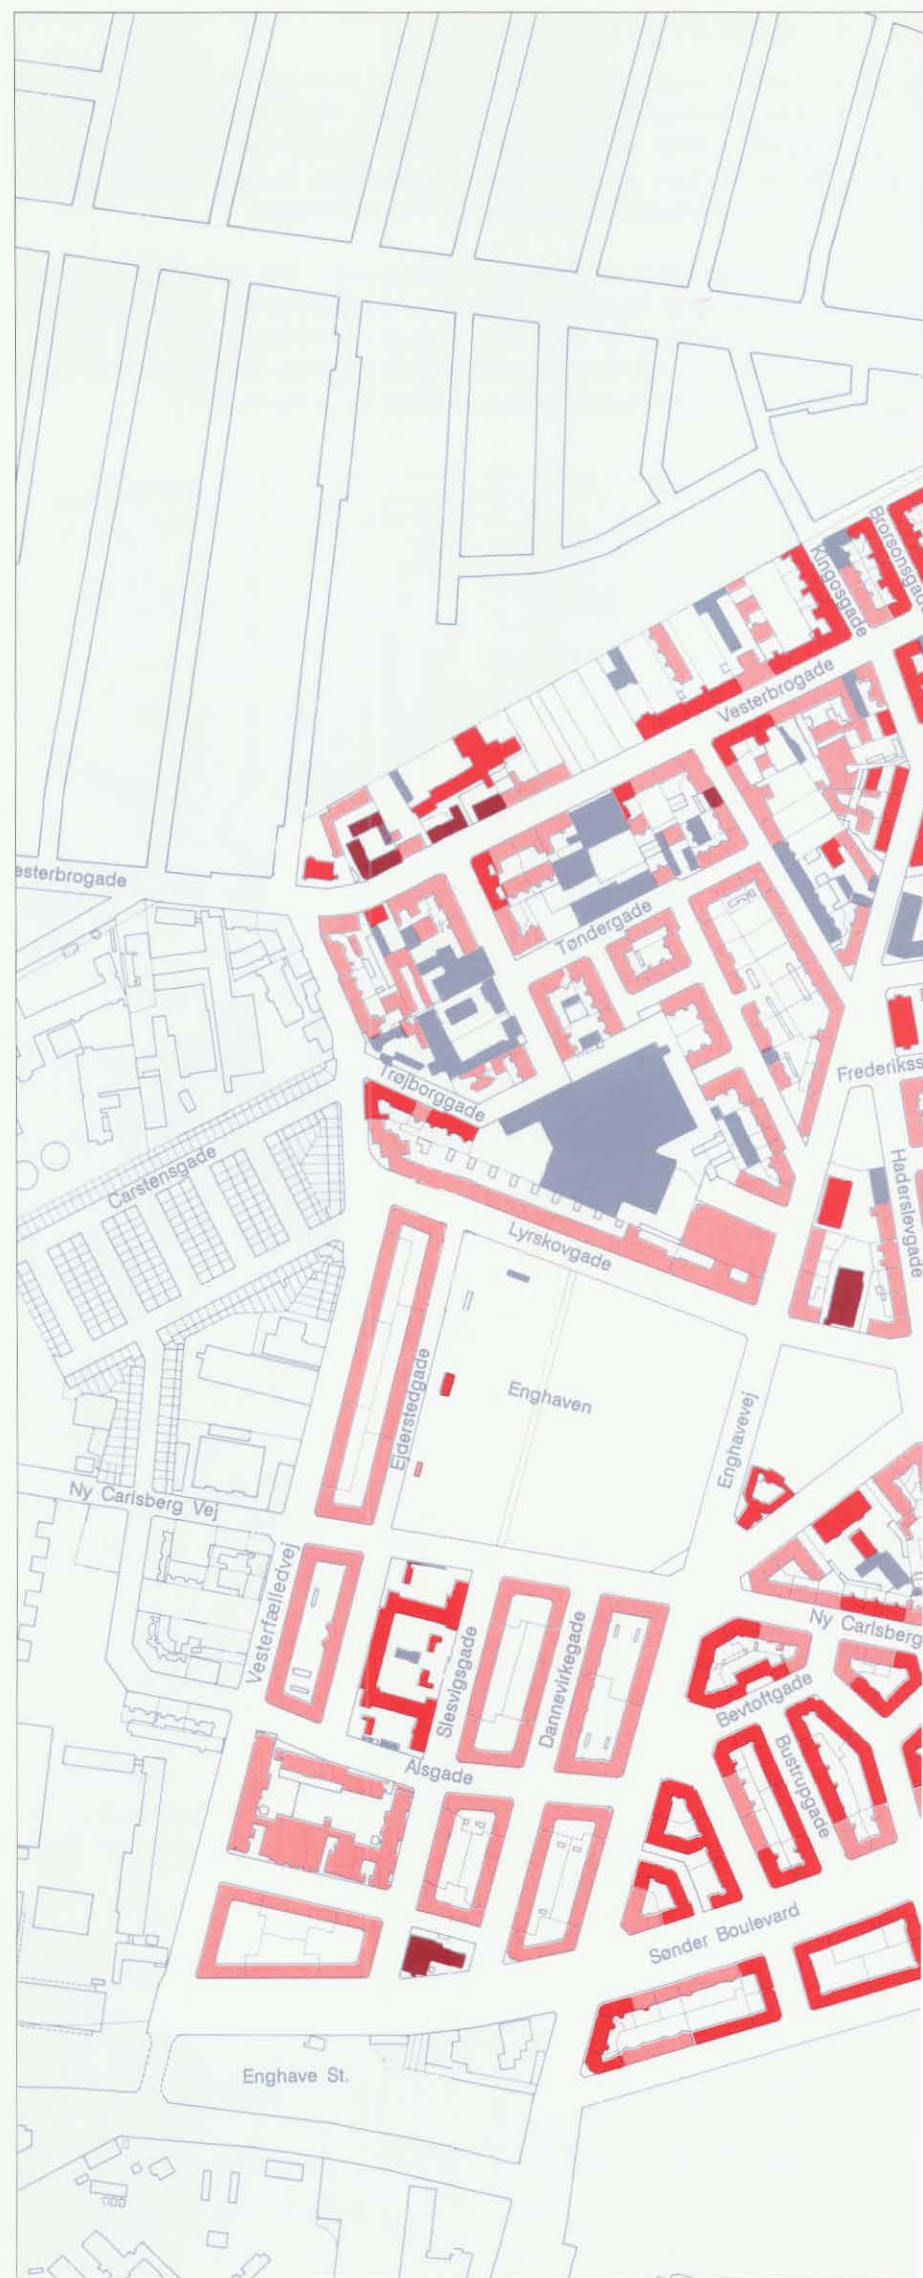 Brorsonsgade
Kingosgade
Vesterbrogade
esterbrogade
Tøndergade
Trøjborggade
Frederikss
Haderslevgade
Carstensgade
Lyrskovgade
Ejderstedgade
Enghaven
Enghavevej
Ny Carlsberg Vej
Vesterfælledvej
Slesvigsgade
Dannevirkegade
Ny Carlsberg
Bevtoftgade
Bustrupgade
Alsgade
Sønder Boulevard
Enghave St.